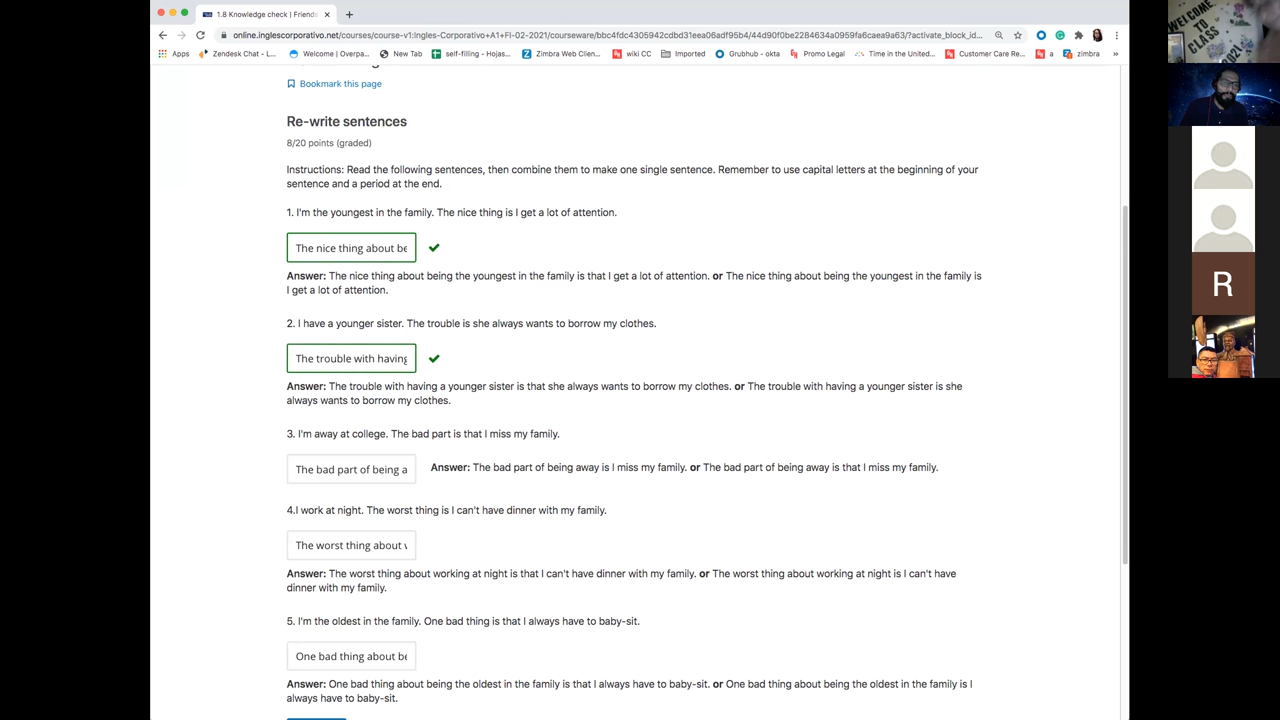 1.8 Knowledge check | Friends
online.inglescorporativo.net/courses/course-v1:Ingles-Corporativo+A1+FI-02-2021/courseware/bbc4fdc4305942cdbd31eea06adf95b4/44d90f0be2284634a0959fa6caea9a63/?activate_block_id...
Apps Zendesk Chat - L... Welcome | Overpa... New Tab self-filling - Hojas... Zimbra Web Clien... wiki CC Imported Grubhub - okta Promo Legal Time in the United... Customer Care Re... a zimbra »
Bookmark this page
Re-write sentences
8/20 points (graded)
Instructions: Read the following sentences, then combine them to make one single sentence. Remember to use capital letters at the beginning of your
sentence and a period at the end.
1. I'm the youngest in the family. The nice thing is I get a lot of attention.
The nice thing about be
Answer: The nice thing about being the youngest in the family is that I get a lot of attention. or The nice thing about being the youngest in the family is
I get a lot of attention.
2. I have a younger sister. The trouble is she always wants to borrow my clothes.
The trouble with having
Answer: The trouble with having a younger sister is that she always wants to borrow my clothes. or The trouble with having a younger sister is she
always wants to borrow my clothes.
3. I'm away at college. The bad part is that I miss my family.
The bad part of being a Answer: The bad part of being away is I miss my family. or The bad part of being away is that I miss my family.
4.I work at night. The worst thing is I can't have dinner with my family.
The worst thing about w
Answer: The worst thing about working at night is that I can't have dinner with my family. or The worst thing about working at night is I can't have
dinner with my family.
5. I'm the oldest in the family. One bad thing is that I always have to baby-sit.
One bad thing about be
Answer: One bad thing about being the oldest in the family is that I always have to baby-sit. or One bad thing about being the oldest in the family is I
always have to baby-sit.
WELCOME
TO
CLASS
R